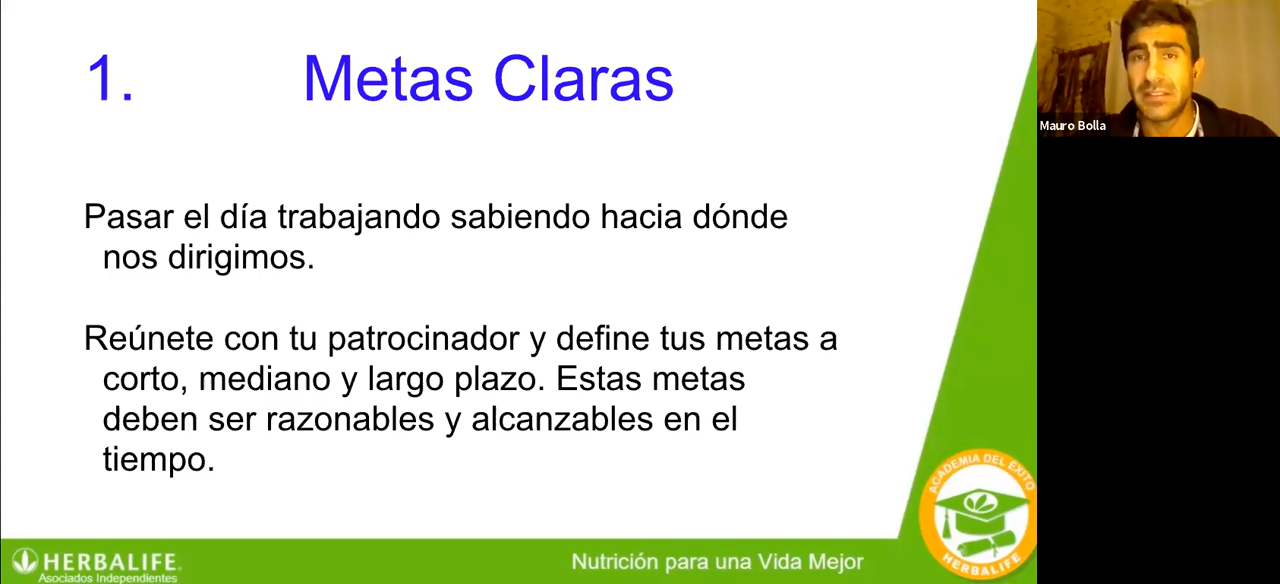 1. Metas Claras
Pasar el día trabajando sabiendo hacia dónde
nos dirigimos.
Reúnete con tu patrocinador y define tus metas a
corto, mediano y largo plazo. Estas metas
deben ser razonables y alcanzables en el
tiempo.
Mauro Bolla
ACADEMIA DEL ÉXITO
HERBALIFE
HERBALIFE.
Asociados Independientes
Nutrición para una Vida Mejor